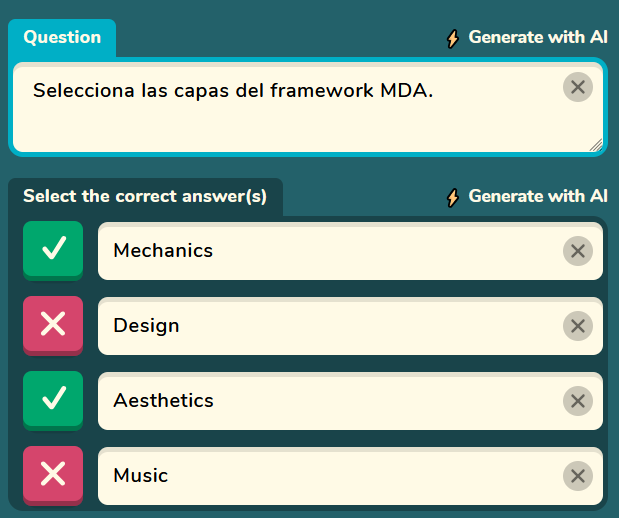 Question
Generate with AI
Selecciona las capas del framework MDA.
Select the correct answer(s)
Generate with AI
Mechanics
Design
Aesthetics
Music